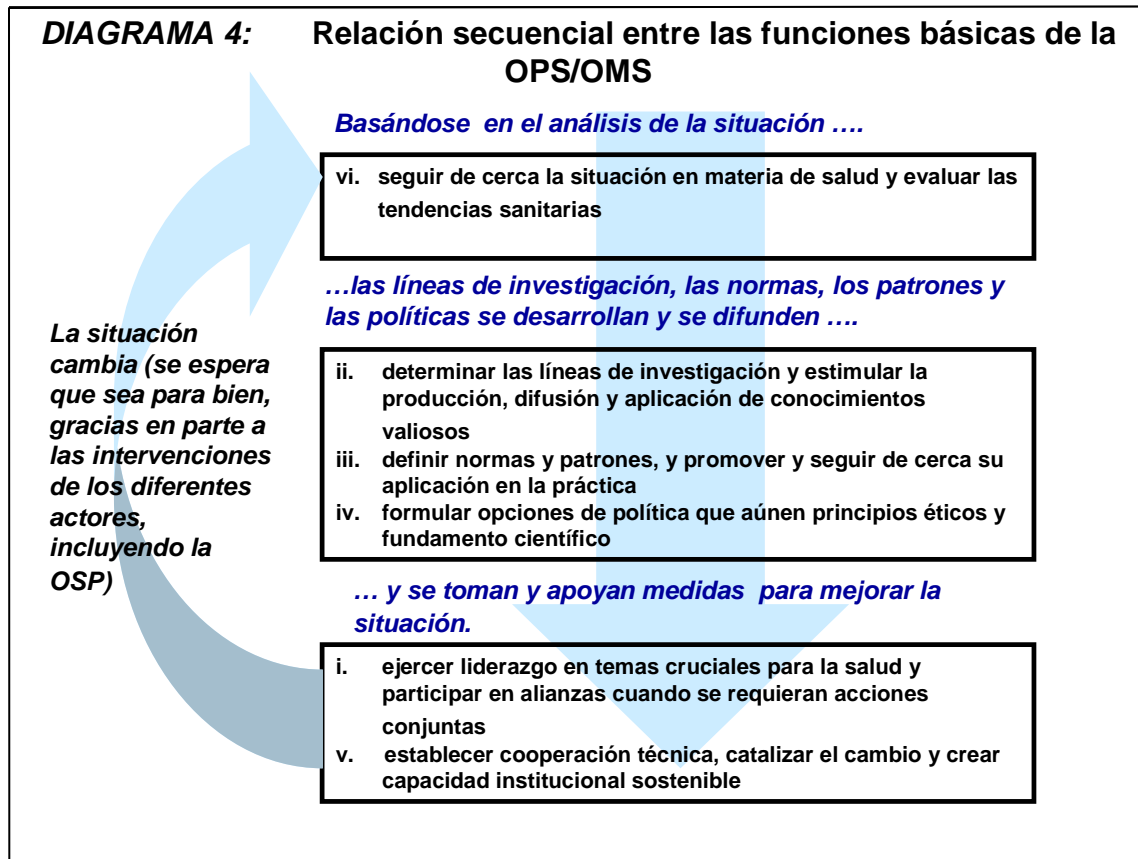 DIAGRAMA 4: Relación secuencial entre las funciones básicas de la
OPS/OMS
Basándose en el análisis de la situación ….
vi. seguir de cerca la situación en materia de salud y evaluar las
tendencias sanitarias
…las líneas de investigación, las normas, los patrones y
las políticas se desarrollan y se difunden ….
La situación
cambia (se espera
que sea para bien,
gracias en parte a
las intervenciones
de los diferentes
actores,
incluyendo la
OSP)
ii. determinar las líneas de investigación y estimular la
producción, difusión y aplicación de conocimientos
valiosos
iii. definir normas y patrones, y promover y seguir de cerca su
aplicación en la práctica
iv. formular opciones de política que aúnen principios éticos y
fundamento científico
… y se toman y apoyan medidas para mejorar la
situación.
i. ejercer liderazgo en temas cruciales para la salud y
participar en alianzas cuando se requieran acciones
conjuntas
v. establecer cooperación técnica, catalizar el cambio y crear
capacidad institucional sostenible